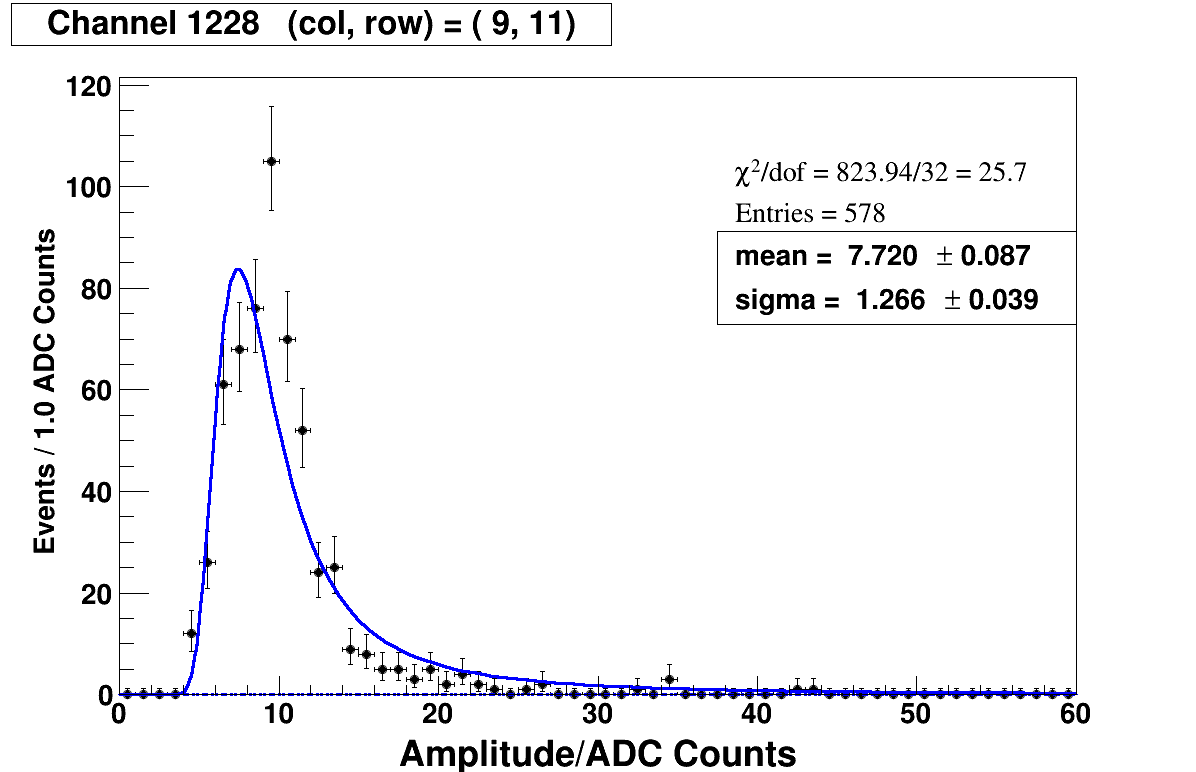 Channel 1228 (col, row) = ( 9, 11)
120
100
80
60
40
20
0
Events / 1.0 ADC Counts
χ²/dof = 823.94/32 = 25.7
Entries = 578
mean = 7.720 ± 0.087
sigma = 1.266 ± 0.039
0 10 20 30 40 50 60
Amplitude/ADC Counts